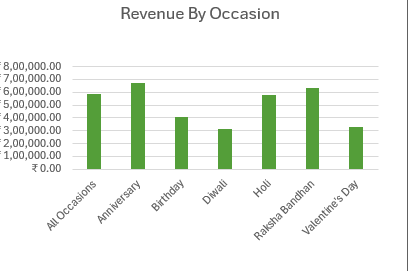 Revenue By Occasion
8,00,000.00
7,00,000.00
6,00,000.00
5,00,000.00
4,00,000.00
3,00,000.00
2,00,000.00
1,00,000.00
₹ 0.00
All Occasions
Anniversary
Birthday
Diwali
Holi
Raksha Bandhan
Valentine's Day